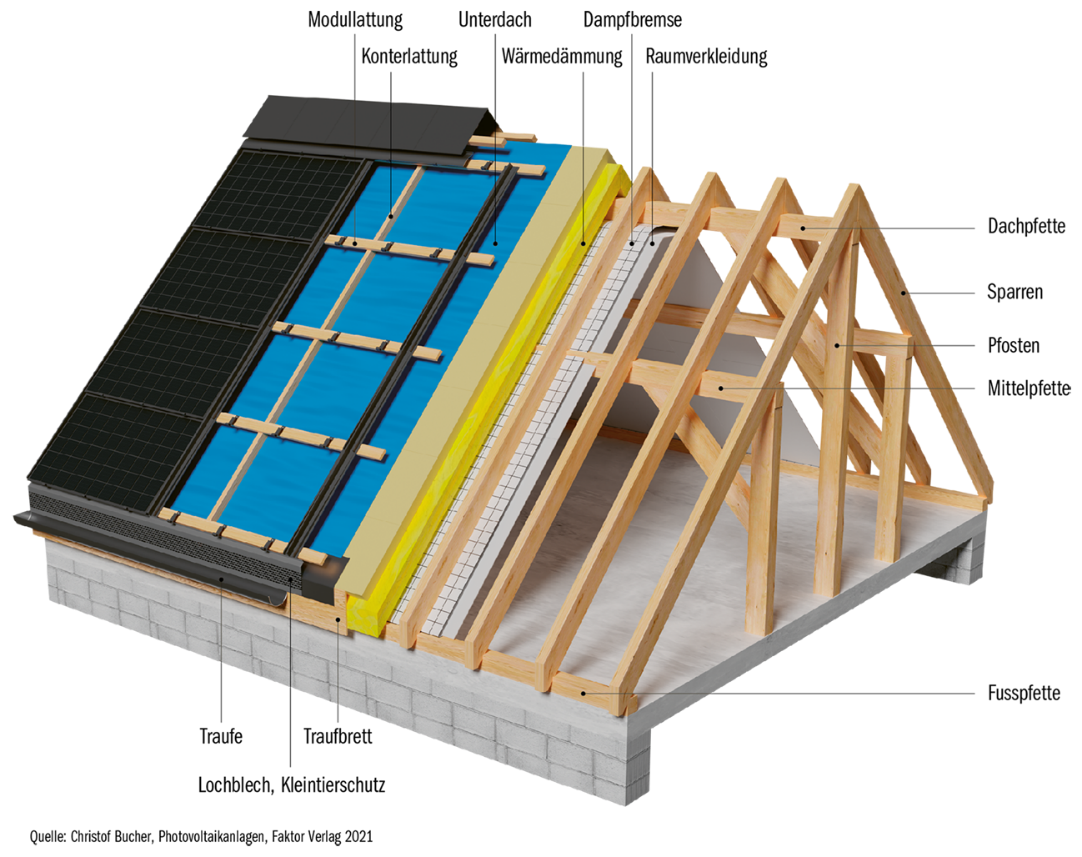 Modullattung
Unterdach
Dampfbremse
Konterlattung
Wärmedämmung
Raumverkleidung
Dachpfette
Sparren
Pfosten
Mittelpfette
Fusspfette
Traufe
Traufbrett
Lochblech, Kleintierschutz
Quelle: Christof Bucher, Photovoltaikanlagen, Faktor Verlag 2021